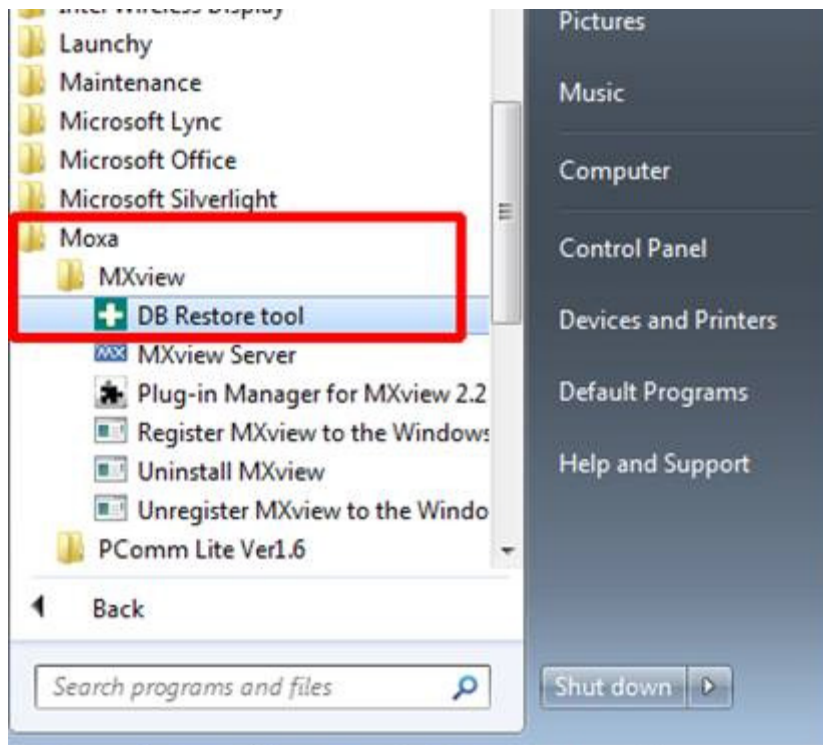 Intel Wireless Display
Launchy
Maintenance
Microsoft Lync
Microsoft Office
Microsoft Silverlight
Moxa
MXview
DB Restore tool
MXview Server
Plug-in Manager for MXview 2.2
Register MXview to the Windows
Uninstall MXview
Unregister MXview to the Windo
PComm Lite Ver1.6
Back
Search programs and files
Pictures
Music
Computer
Control Panel
Devices and Printers
Default Programs
Help and Support
Shut down